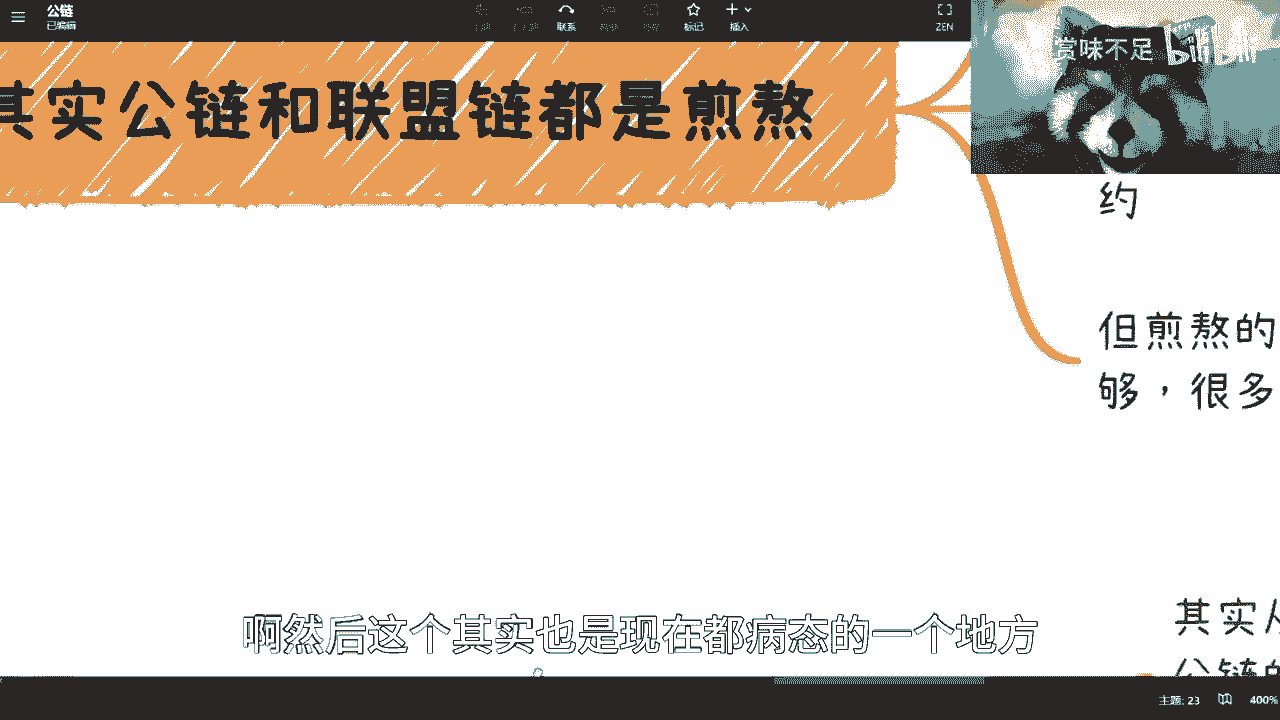 公链
已编辑
联系
标记
插入
ZEN
赏味不足 bilibili
其实公链和联盟链都是煎熬
约
但煎熬的
够，很多
其实
公链的
啊然后这个其实也是现在都病态的一个地方
主题: 23
400%